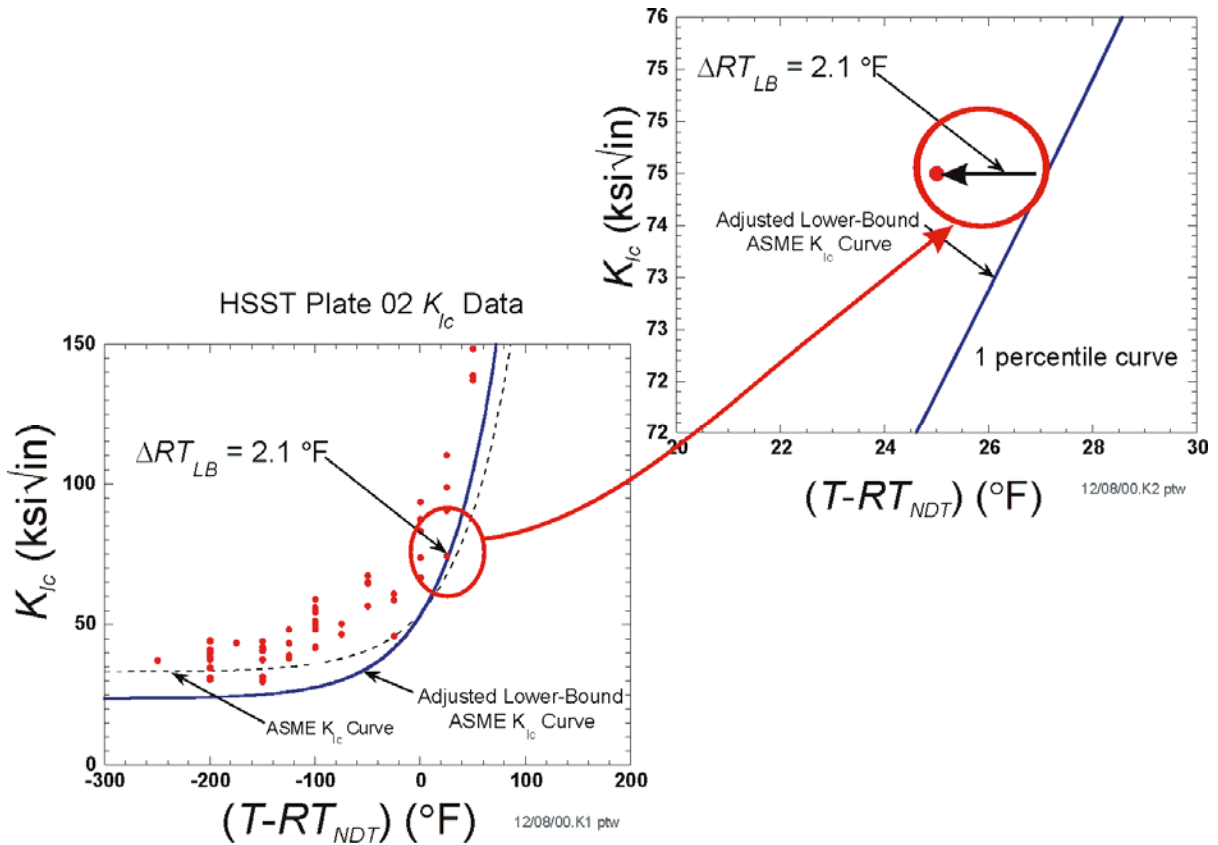 HSST Plate 02 K_Ic Data
150
100
50
0
-300
-200
-100
0
100
200
K_Ic (ksi√in)
(T-RT_NDT) (°F)
ΔRT_LB = 2.1 °F
ASME K_Ic Curve
Adjusted Lower-Bound
ASME K_Ic Curve
12/08/00.K1 ptw
76
75
75
75
74
73
73
72
72
20
22
24
26
28
30
K_Ic (ksi√in)
(T-RT_NDT) (°F)
ΔRT_LB = 2.1 °F
Adjusted Lower-Bound
ASME K_Ic Curve
1 percentile curve
12/08/00.K2 ptw